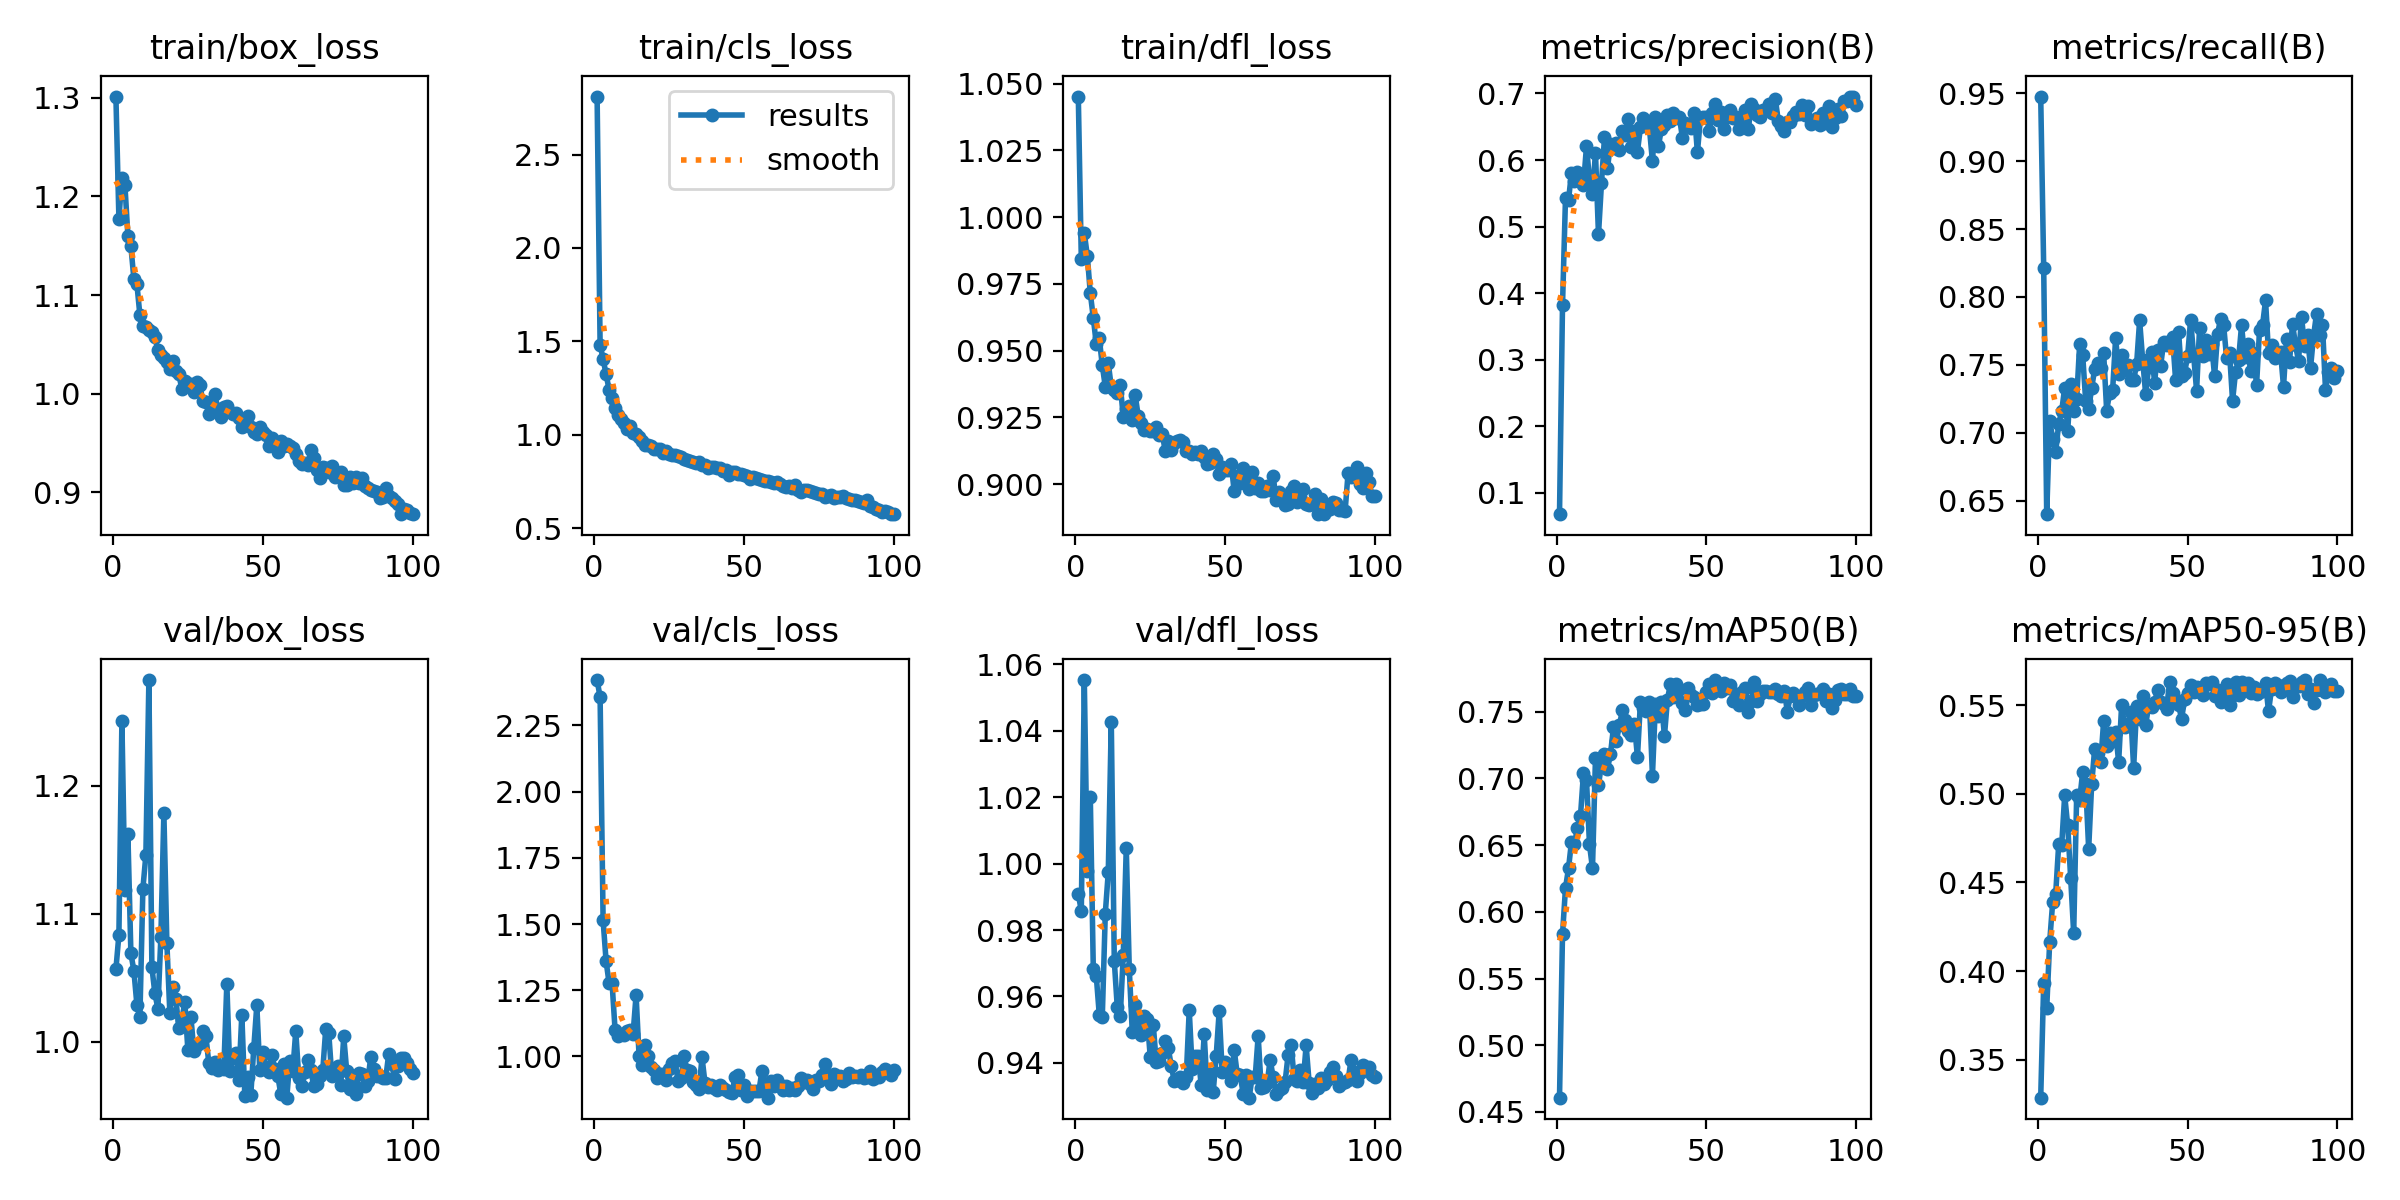 train/box_loss
1.3
1.2
1.1
1.0
0.9
0 50 100
train/cls_loss
results
smooth
2.5
2.0
1.5
1.0
0.5
0 50 100
train/dfl_loss
1.050
1.025
1.000
0.975
0.950
0.925
0.900
0 50 100
metrics/precision(B)
0.7
0.6
0.5
0.4
0.3
0.2
0.1
0 50 100
metrics/recall(B)
0.95
0.90
0.85
0.80
0.75
0.70
0.65
0 50 100
val/box_loss
1.2
1.1
1.0
0 50 100
val/cls_loss
2.25
2.00
1.75
1.50
1.25
1.00
0 50 100
val/dfl_loss
1.06
1.04
1.02
1.00
0.98
0.96
0.94
0 50 100
metrics/mAP50(B)
0.75
0.70
0.65
0.60
0.55
0.50
0.45
0 50 100
metrics/mAP50-95(B)
0.55
0.50
0.45
0.40
0.35
0 50 100